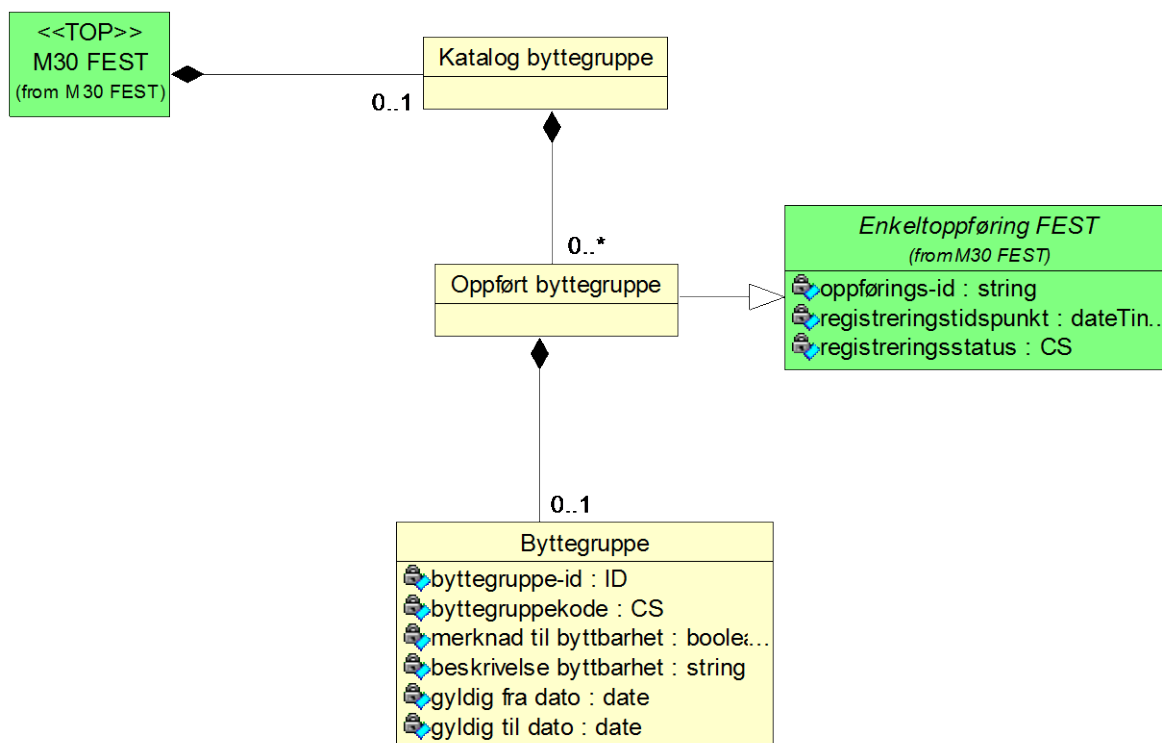 <<TOP>>
M30 FEST
(from M30 FEST)
Katalog byttegruppe
0..1
0..*
Oppført byttegruppe
Enkeltoppføring FEST
(from M30 FEST)
oppførings-id : string
registreringstidspunkt : dateTin...
registreringsstatus : CS
0..1
Byttegruppe
byttegruppe-id : ID
byttegruppekode : CS
merknad til byttbarhet : boolea...
beskrivelse byttbarhet : string
gyldig fra dato : date
gyldig til dato : date